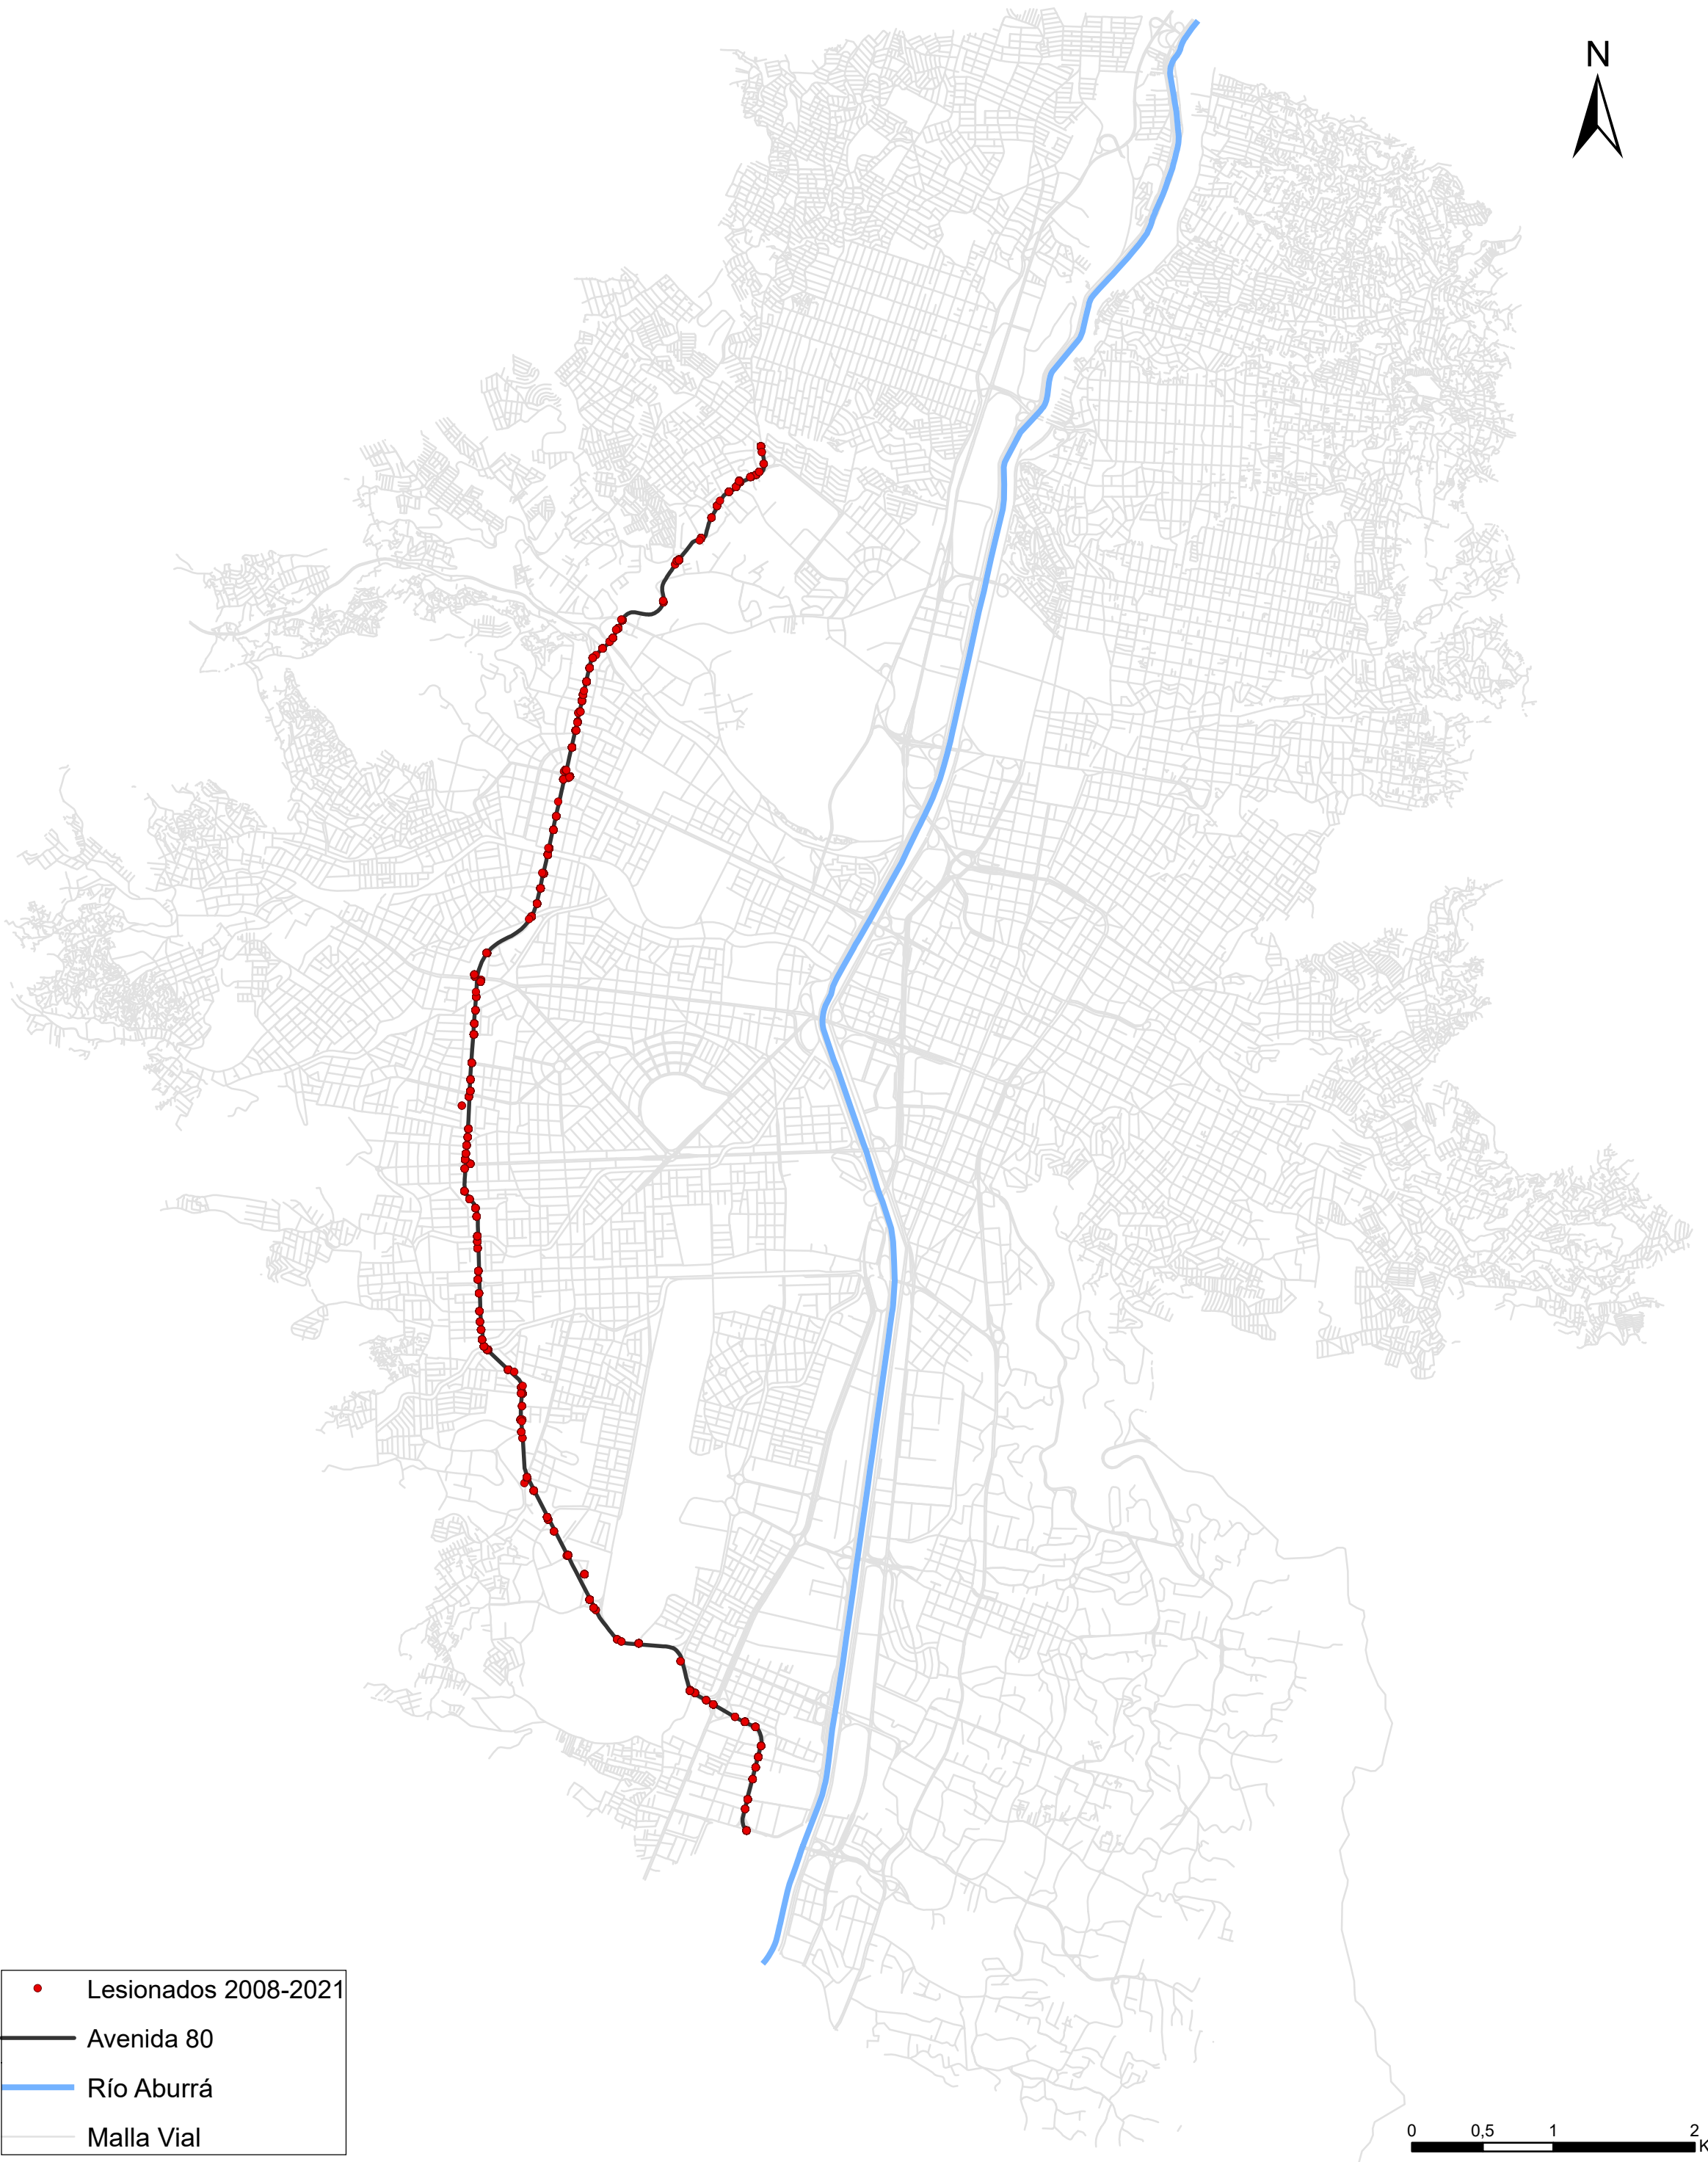 N
Lesionados 2008-2021
Avenida 80
Río Aburrá
Malla Vial
0 0,5 1 2
K